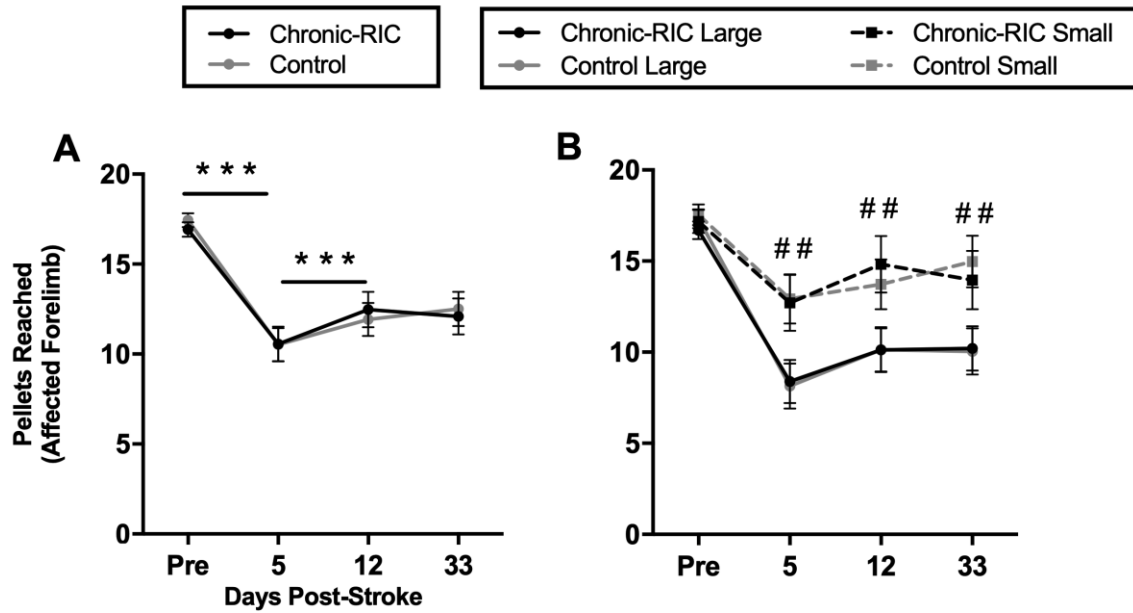 Chronic-RIC
Control
Chronic-RIC Large
Control Large
Chronic-RIC Small
Control Small
A
Pellets Reached
(Affected Forelimb)
20
15
10
5
0
* * *
* * *
Pre 5 12 33
Days Post-Stroke
B
20
15
10
5
0
# #
# #
# #
Pre 5 12 33